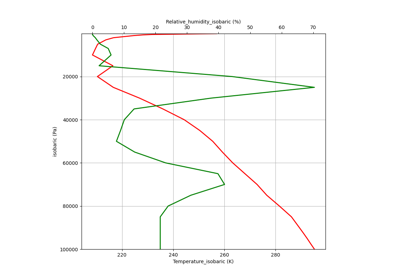 Relative_humidity_isobaric (%)
0 10 20 30 40 50 60 70
20000
40000
60000
80000
100000
isobaric (Pa)
220 240 260 280
Temperature_isobaric (K)